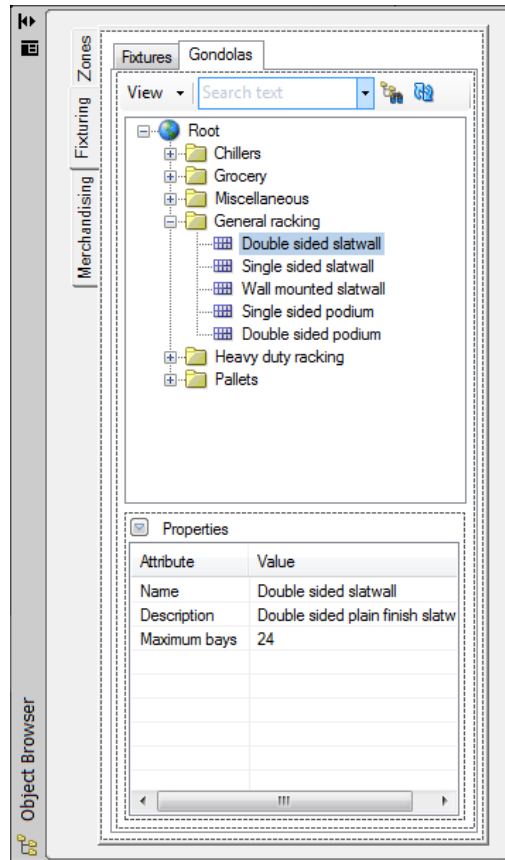 Zones
Fixturing
Merchandising
Object Browser
Fixtures Gondolas
View Search text
Root
Chillers
Grocery
Miscellaneous
General racking
Double sided slatwall
Single sided slatwall
Wall mounted slatwall
Single sided podium
Double sided podium
Heavy duty racking
Pallets
Properties
Attribute Value
Name Double sided slatwall
Description Double sided plain finish slatw
Maximum bays 24